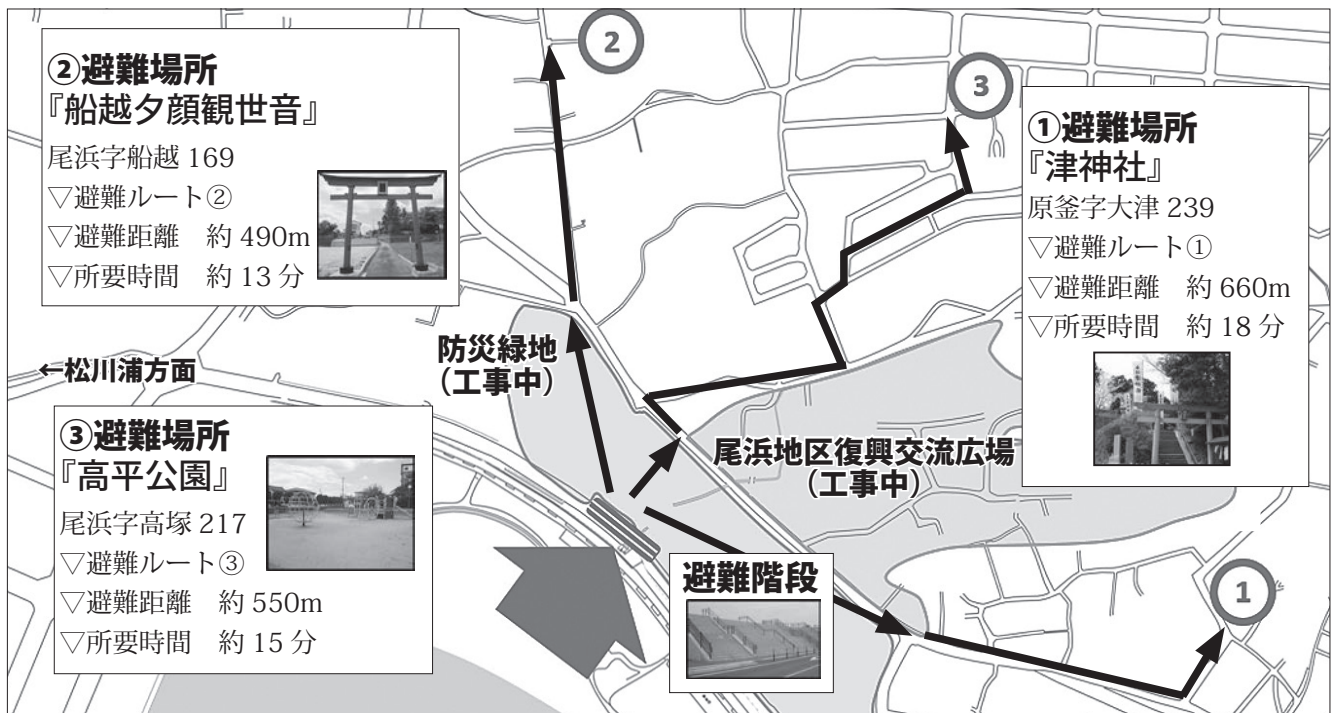 ②避難場所
『船越夕顔観世音』
尾浜字船越 169
▽避難ルート②
▽避難距離　約 490m
▽所要時間　約 13 分
2
3
①避難場所
『津神社』
原釜字大津 239
▽避難ルート①
▽避難距離　約 660m
▽所要時間　約 18 分
防災緑地
（工事中）
←松川浦方面
③避難場所
『高平公園』
尾浜字高塚 217
▽避難ルート③
▽避難距離　約 550m
▽所要時間　約 15 分
尾浜地区復興交流広場
（工事中）
避難階段
1